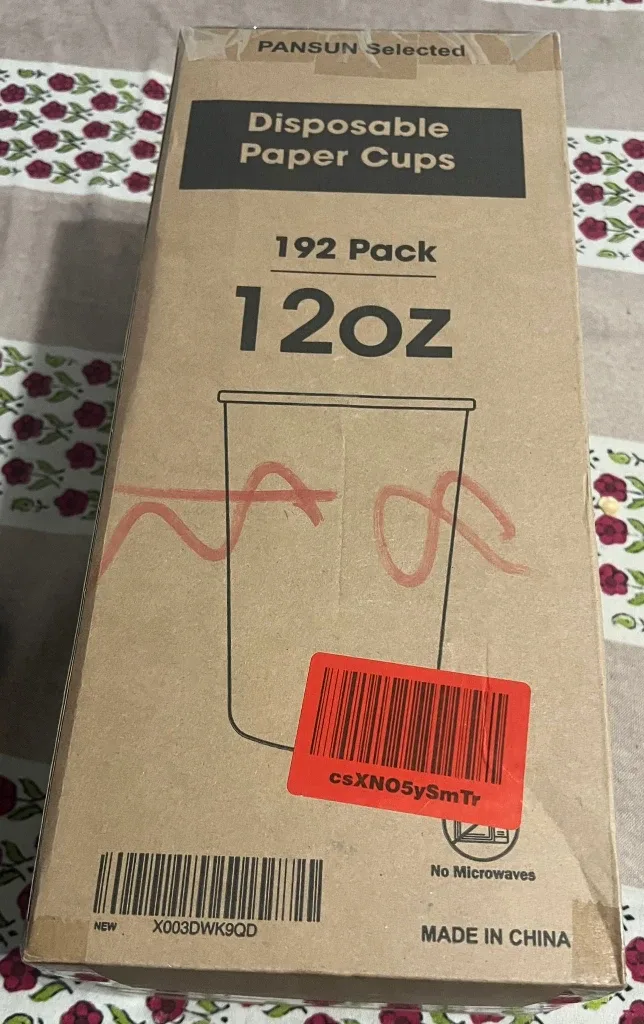 PANSUN Selected
Disposable
Paper Cups
192 Pack
12oz
csXNO5ySmTr
No Microwaves
NEW X003DWK9QD
MADE IN CHINA